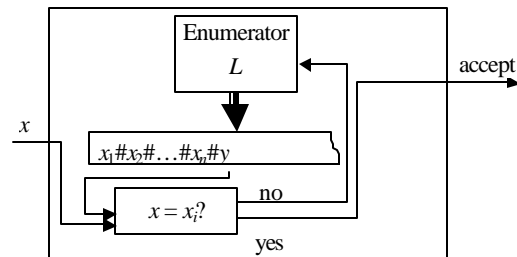 Enumerator
L
accept
x
x₁#x₂#…#xₙ#y
no
x = xᵢ?
yes